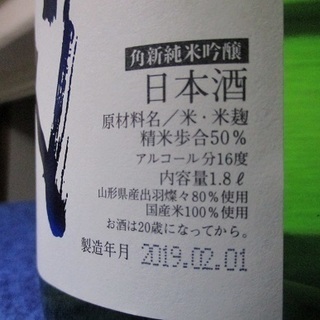 角新純米吟醸
日本酒
原材料名／米・米麹
精米歩合50%
アルコール分16度
内容量1.8ℓ
山形県産出羽燦々80%使用
国産米100%使用
お酒は20歳になってから。
製造年月 2019.02.01